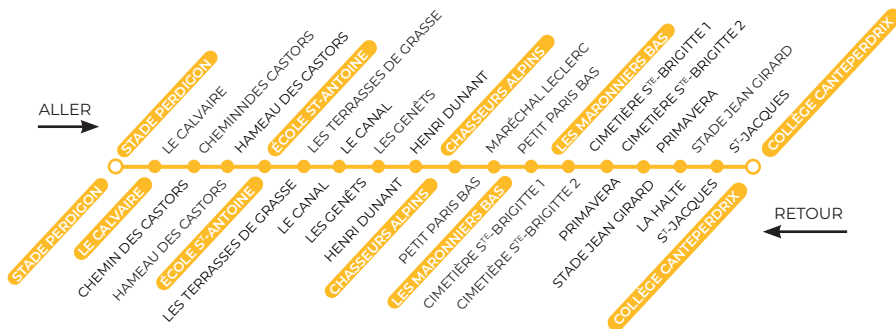 ALLER
STADE PERDIGON
LE CALVAIRE
CHEMINNDES CASTORS
HAMEAU DES CASTORS
ÉCOLE ST-ANTOINE
LES TERRASSES DE GRASSE
LE CANAL
LES GENÊTS
HENRI DUNANT
CHASSEURS ALPINS
MARÉCHAL LECLERC
PETIT PARIS BAS
LES MARONNIERS BAS
CIMETIÈRE STE-BRIGITTE 1
CIMETIÈRE STE-BRIGITTE 2
PRIMAVERA
STADE JEAN GIRARD
ST-JACQUES
COLLÈGE CANTEPERDRIX
STADE PERDIGON
LE CALVAIRE
CHEMIN DES CASTORS
HAMEAU DES CASTORS
ÉCOLE ST-ANTOINE
LES TERRASSES DE GRASSE
LE CANAL
LES GENÊTS
HENRI DUNANT
CHASSEURS ALPINS
PETIT PARIS BAS
LES MARONNIERS BAS
CIMETIÈRE STE-BRIGITTE 1
CIMETIÈRE STE-BRIGITTE 2
PRIMAVERA
STADE JEAN GIRARD
LA HALTE
ST-JACQUES
COLLÈGE CANTEPERDRIX
RETOUR